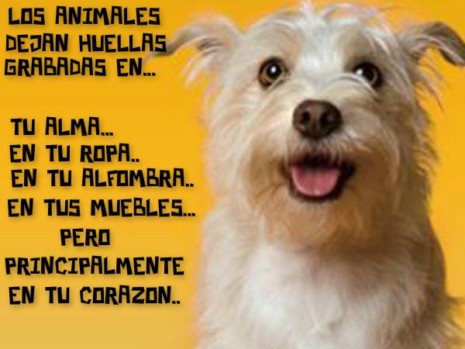 LOS ANIMALES
DEJAN HUELLAS
GRABADAS EN...
TU ALMA...
EN TU ROPA..
EN TU ALFOMBRA..
EN TUS MUEBLES...
PERO
PRINCIPALMENTE
EN TU CORAZON..